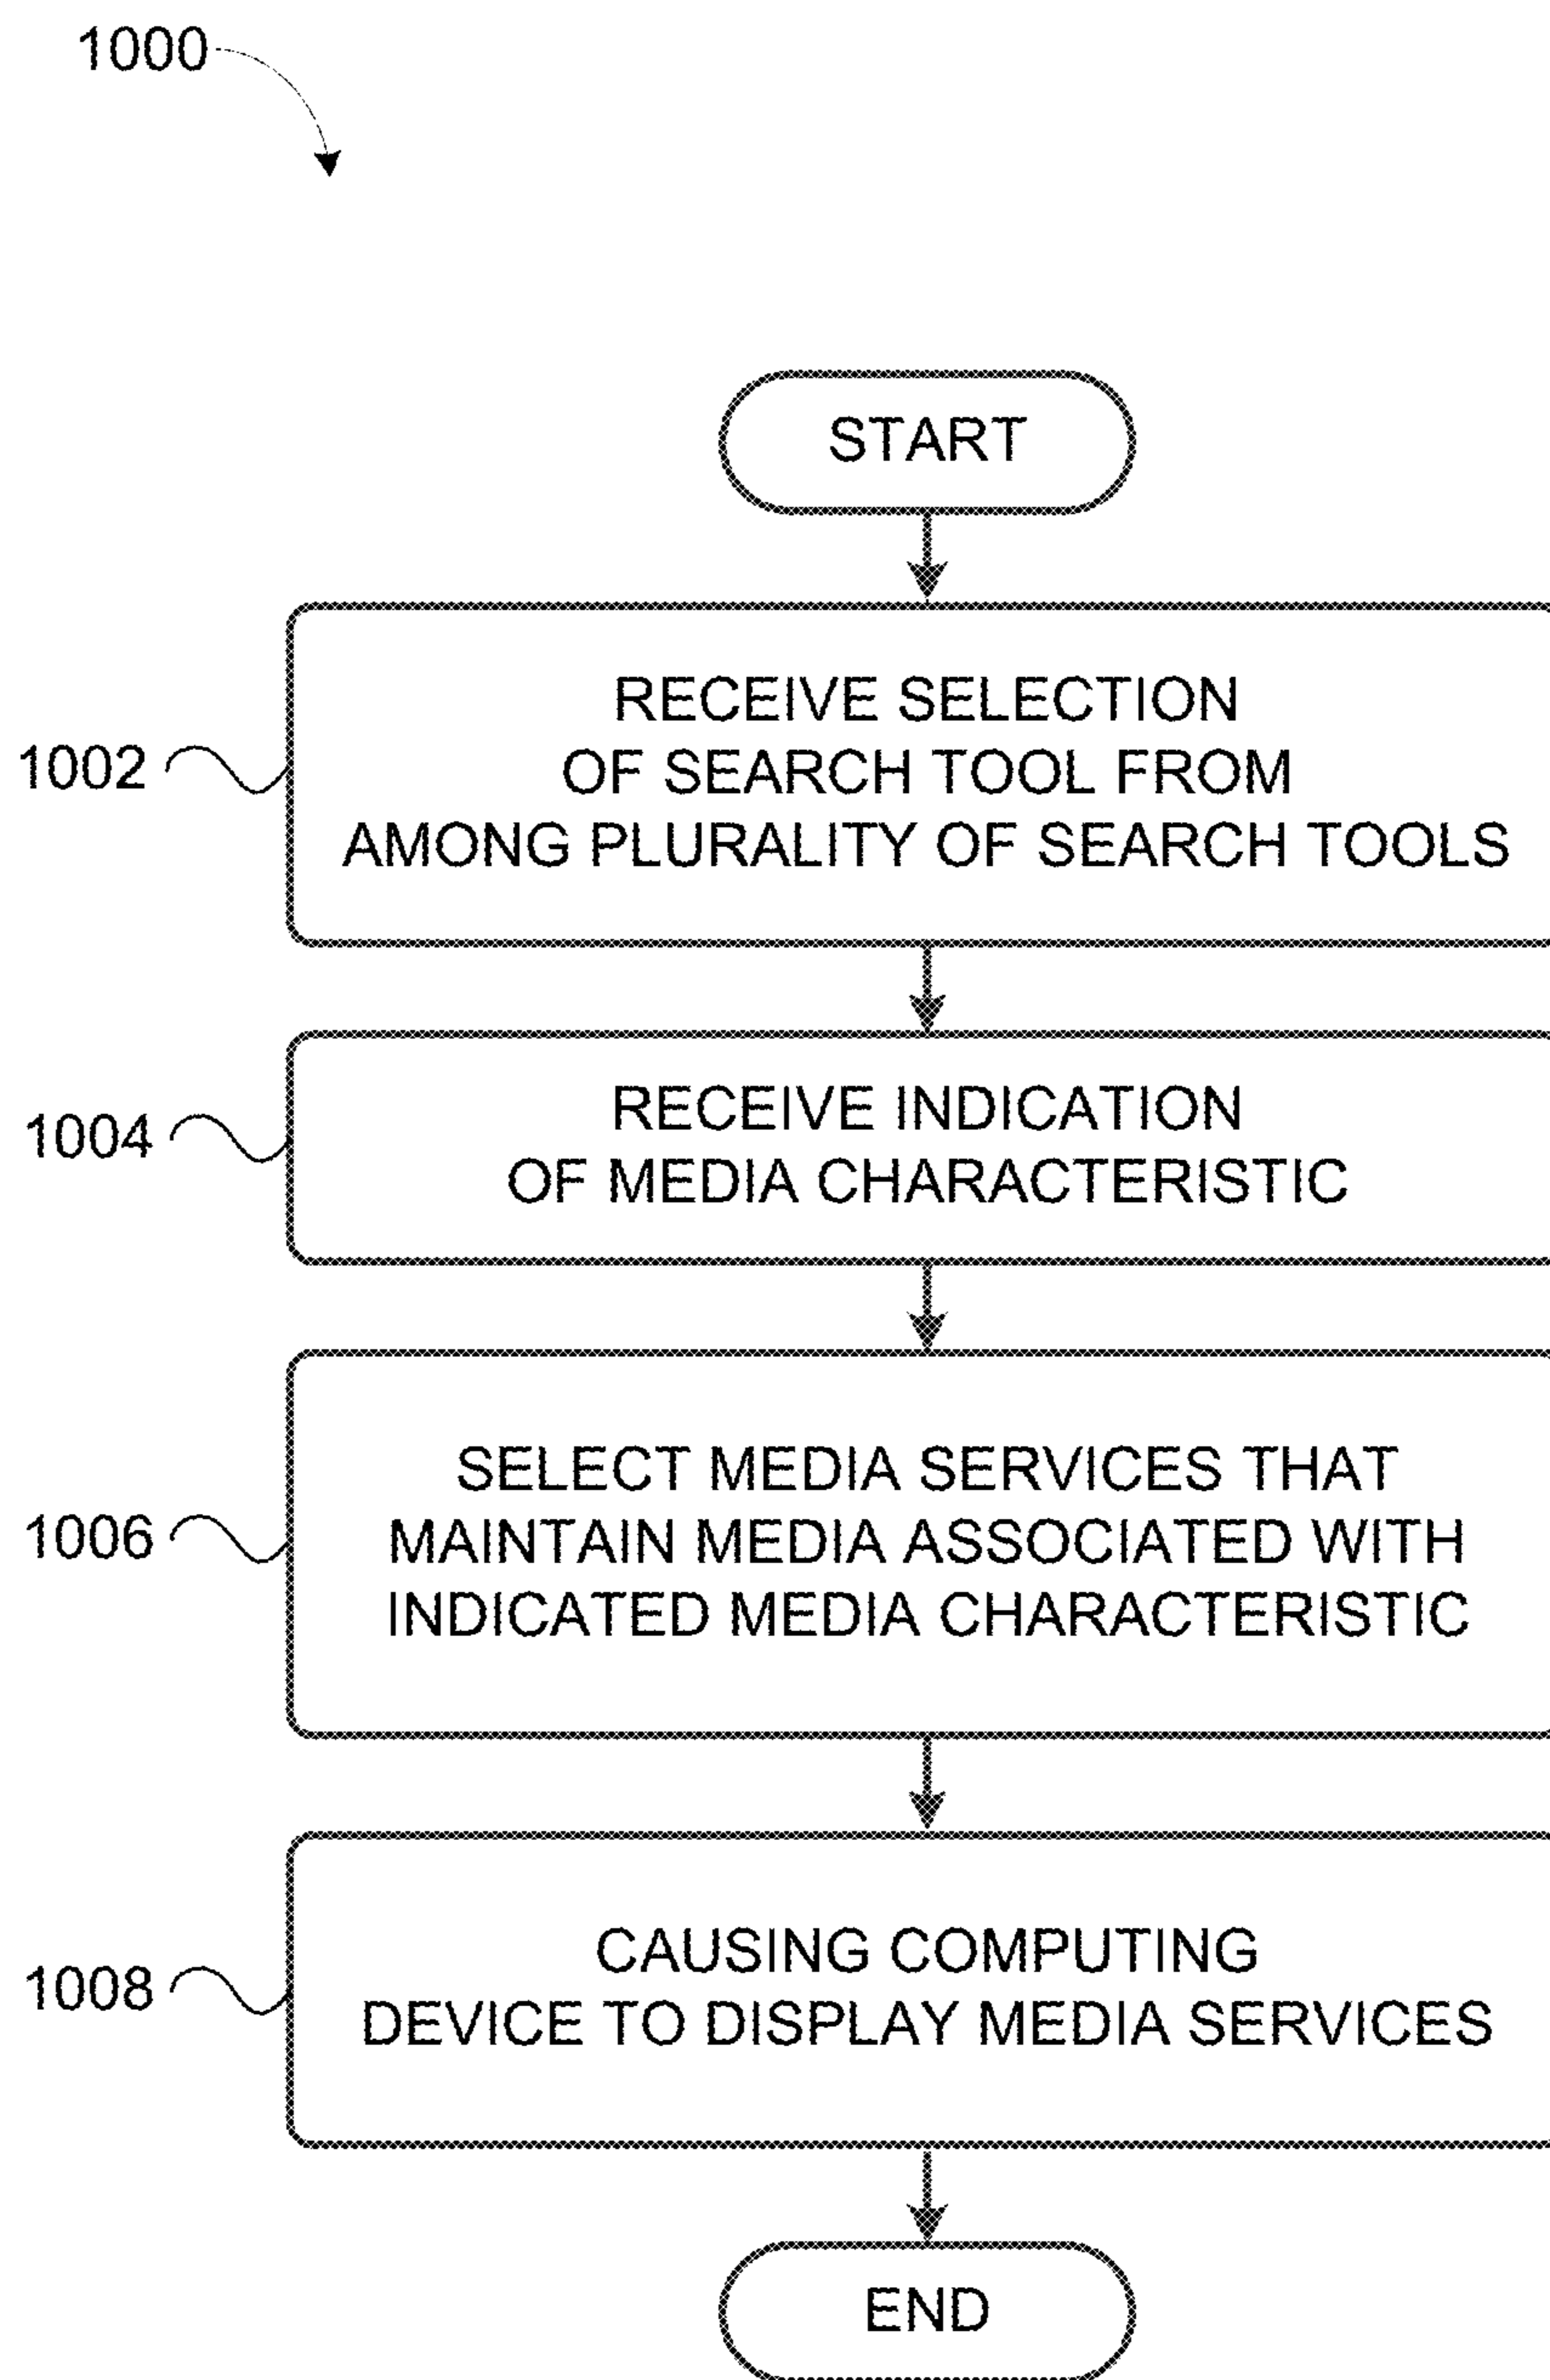 1000
START
RECEIVE SELECTION
OF SEARCH TOOL FROM
AMONG PLURALITY OF SEARCH TOOLS
1002
RECEIVE INDICATION
OF MEDIA CHARACTERISTIC
1004
SELECT MEDIA SERVICES THAT
MAINTAIN MEDIA ASSOCIATED WITH
INDICATED MEDIA CHARACTERISTIC
1006
CAUSING COMPUTING
DEVICE TO DISPLAY MEDIA SERVICES
1008
END